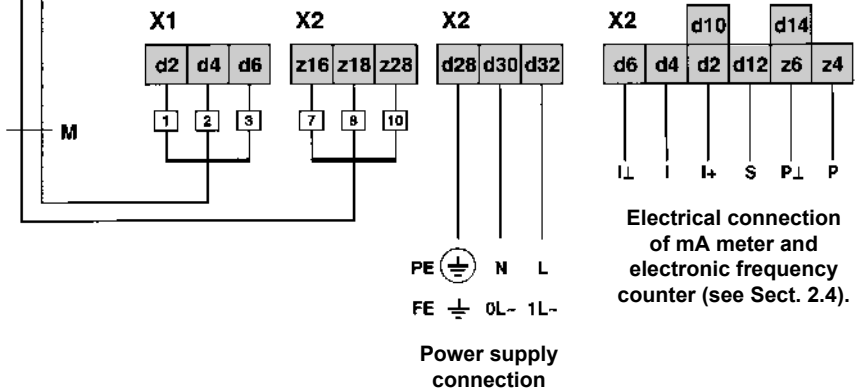 X1 X2 X2 X2
d10 d14
d2 d4 d6 z16 z18 z28 d28 d30 d32 d6 d4 d2 d12 z6 z4
1 2 3 7 8 10
M
I⊥ I I+ S P⊥ P
Electrical connection
of mA meter and
electronic frequency
counter (see Sect. 2.4).
PE N L
FE 0L~ 1L~
Power supply
connection